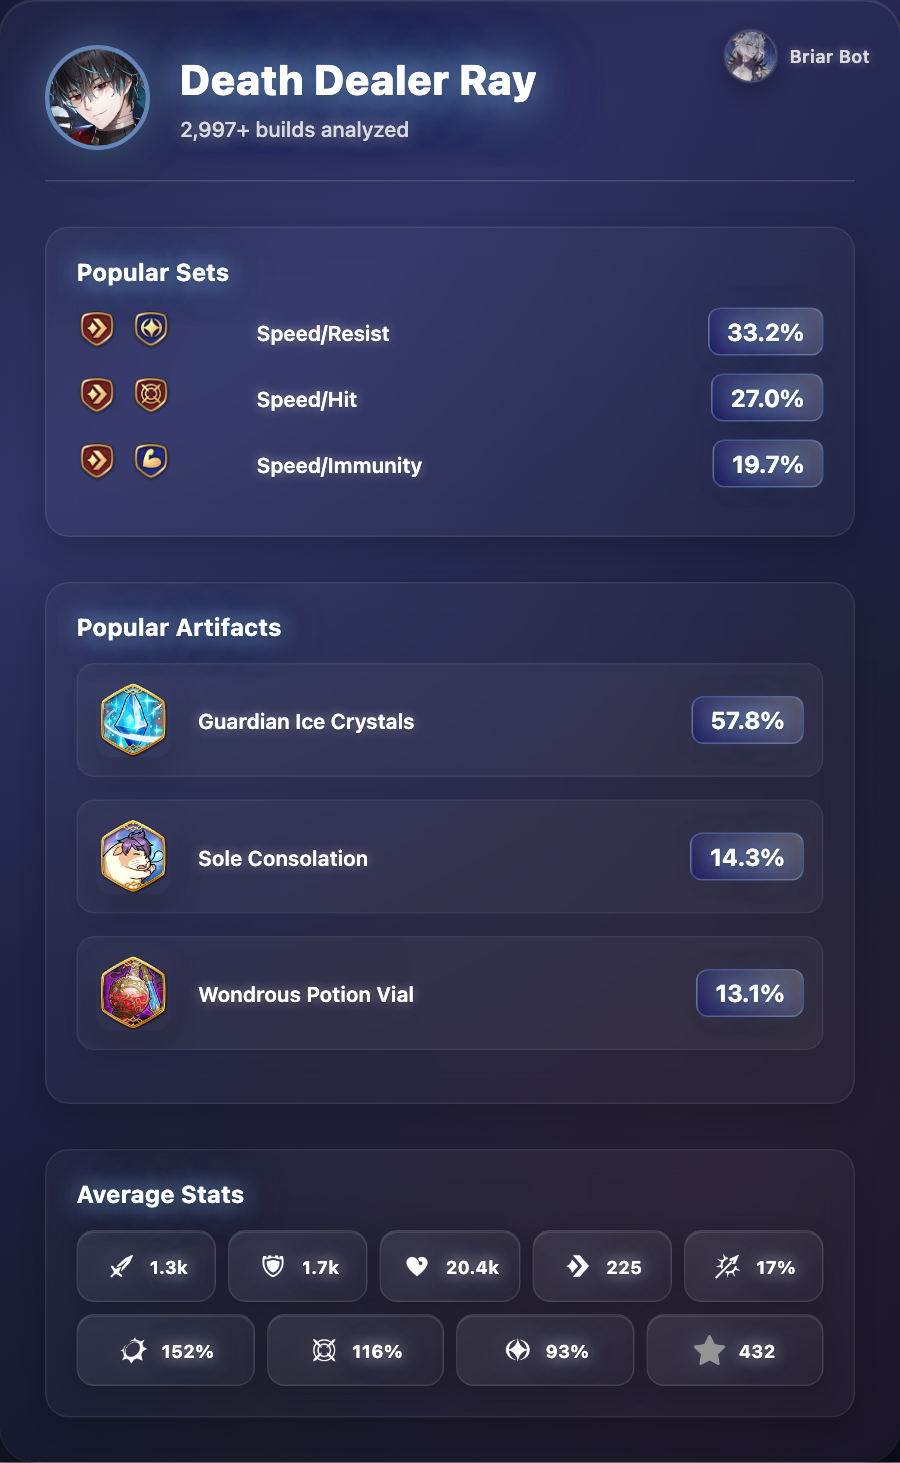 Death Dealer Ray
2,997+ builds analyzed
Briar Bot
Popular Sets
Speed/Resist 33.2%
Speed/Hit 27.0%
Speed/Immunity 19.7%
Popular Artifacts
Guardian Ice Crystals 57.8%
Sole Consolation 14.3%
Wondrous Potion Vial 13.1%
Average Stats
1.3k 1.7k 20.4k 225 17%
152% 116% 93% 432